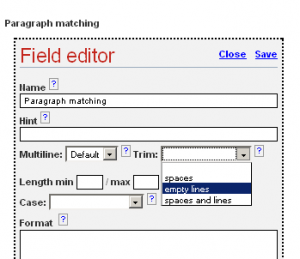 Paragraph matching
Field editor Close Save
Name ?
Paragraph matching
Hint ?
Multiline: Default ? Trim: ?
spaces
empty lines
spaces and lines
Length min / max ?
Case: ?
Format ?